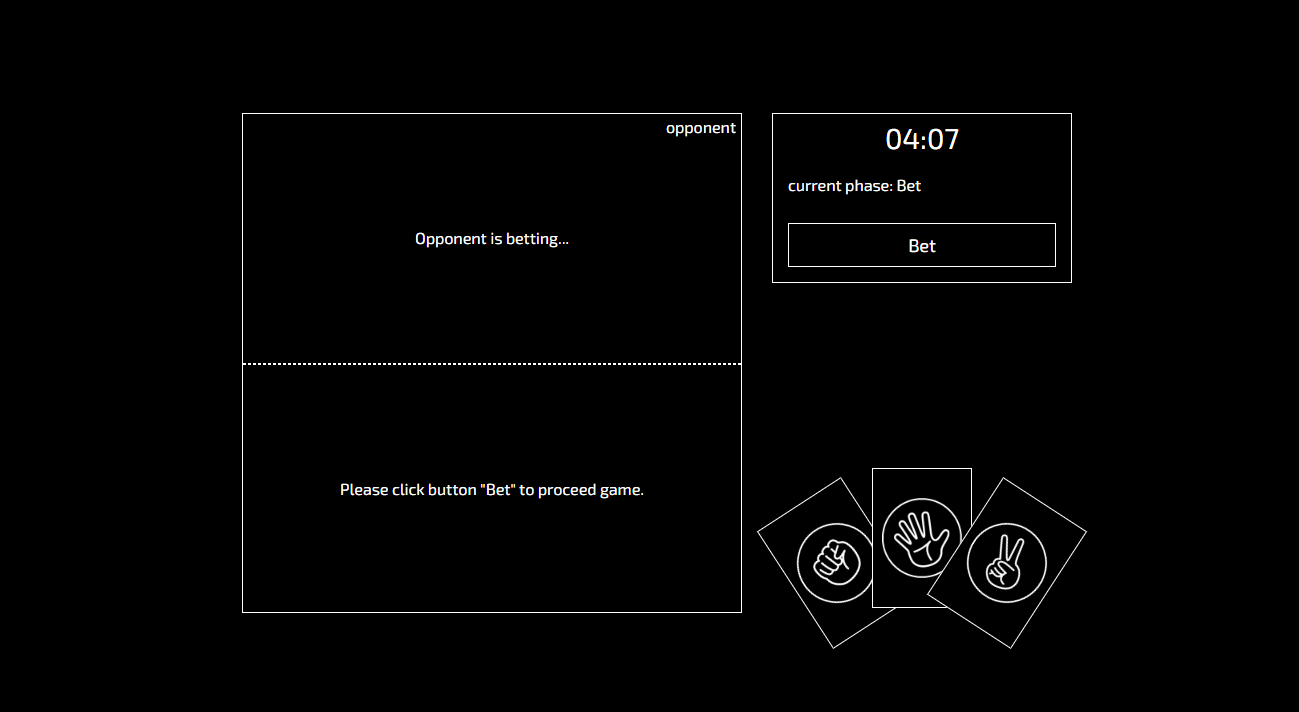 opponent
Opponent is betting...
Please click button "Bet" to proceed game.
04:07
current phase: Bet
Bet